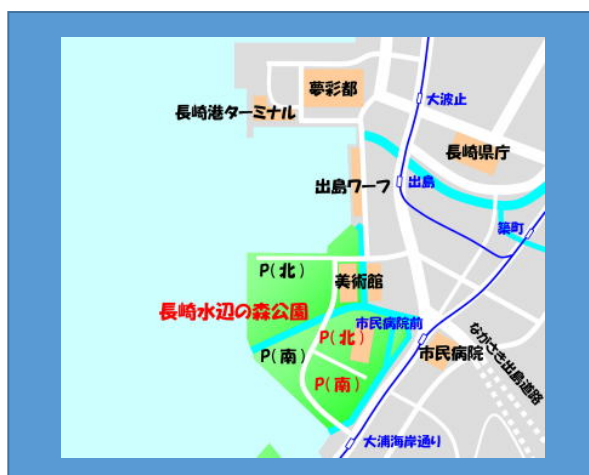 夢彩都
大波止
長崎港ターミナル
長崎県庁
出島ワーフ
出島
築町
P(北)
美術館
長崎水辺の森公園
市民病院前
P(北)
P(南)
市民病院
ながさき出島道路
P(南)
大浦海岸通り